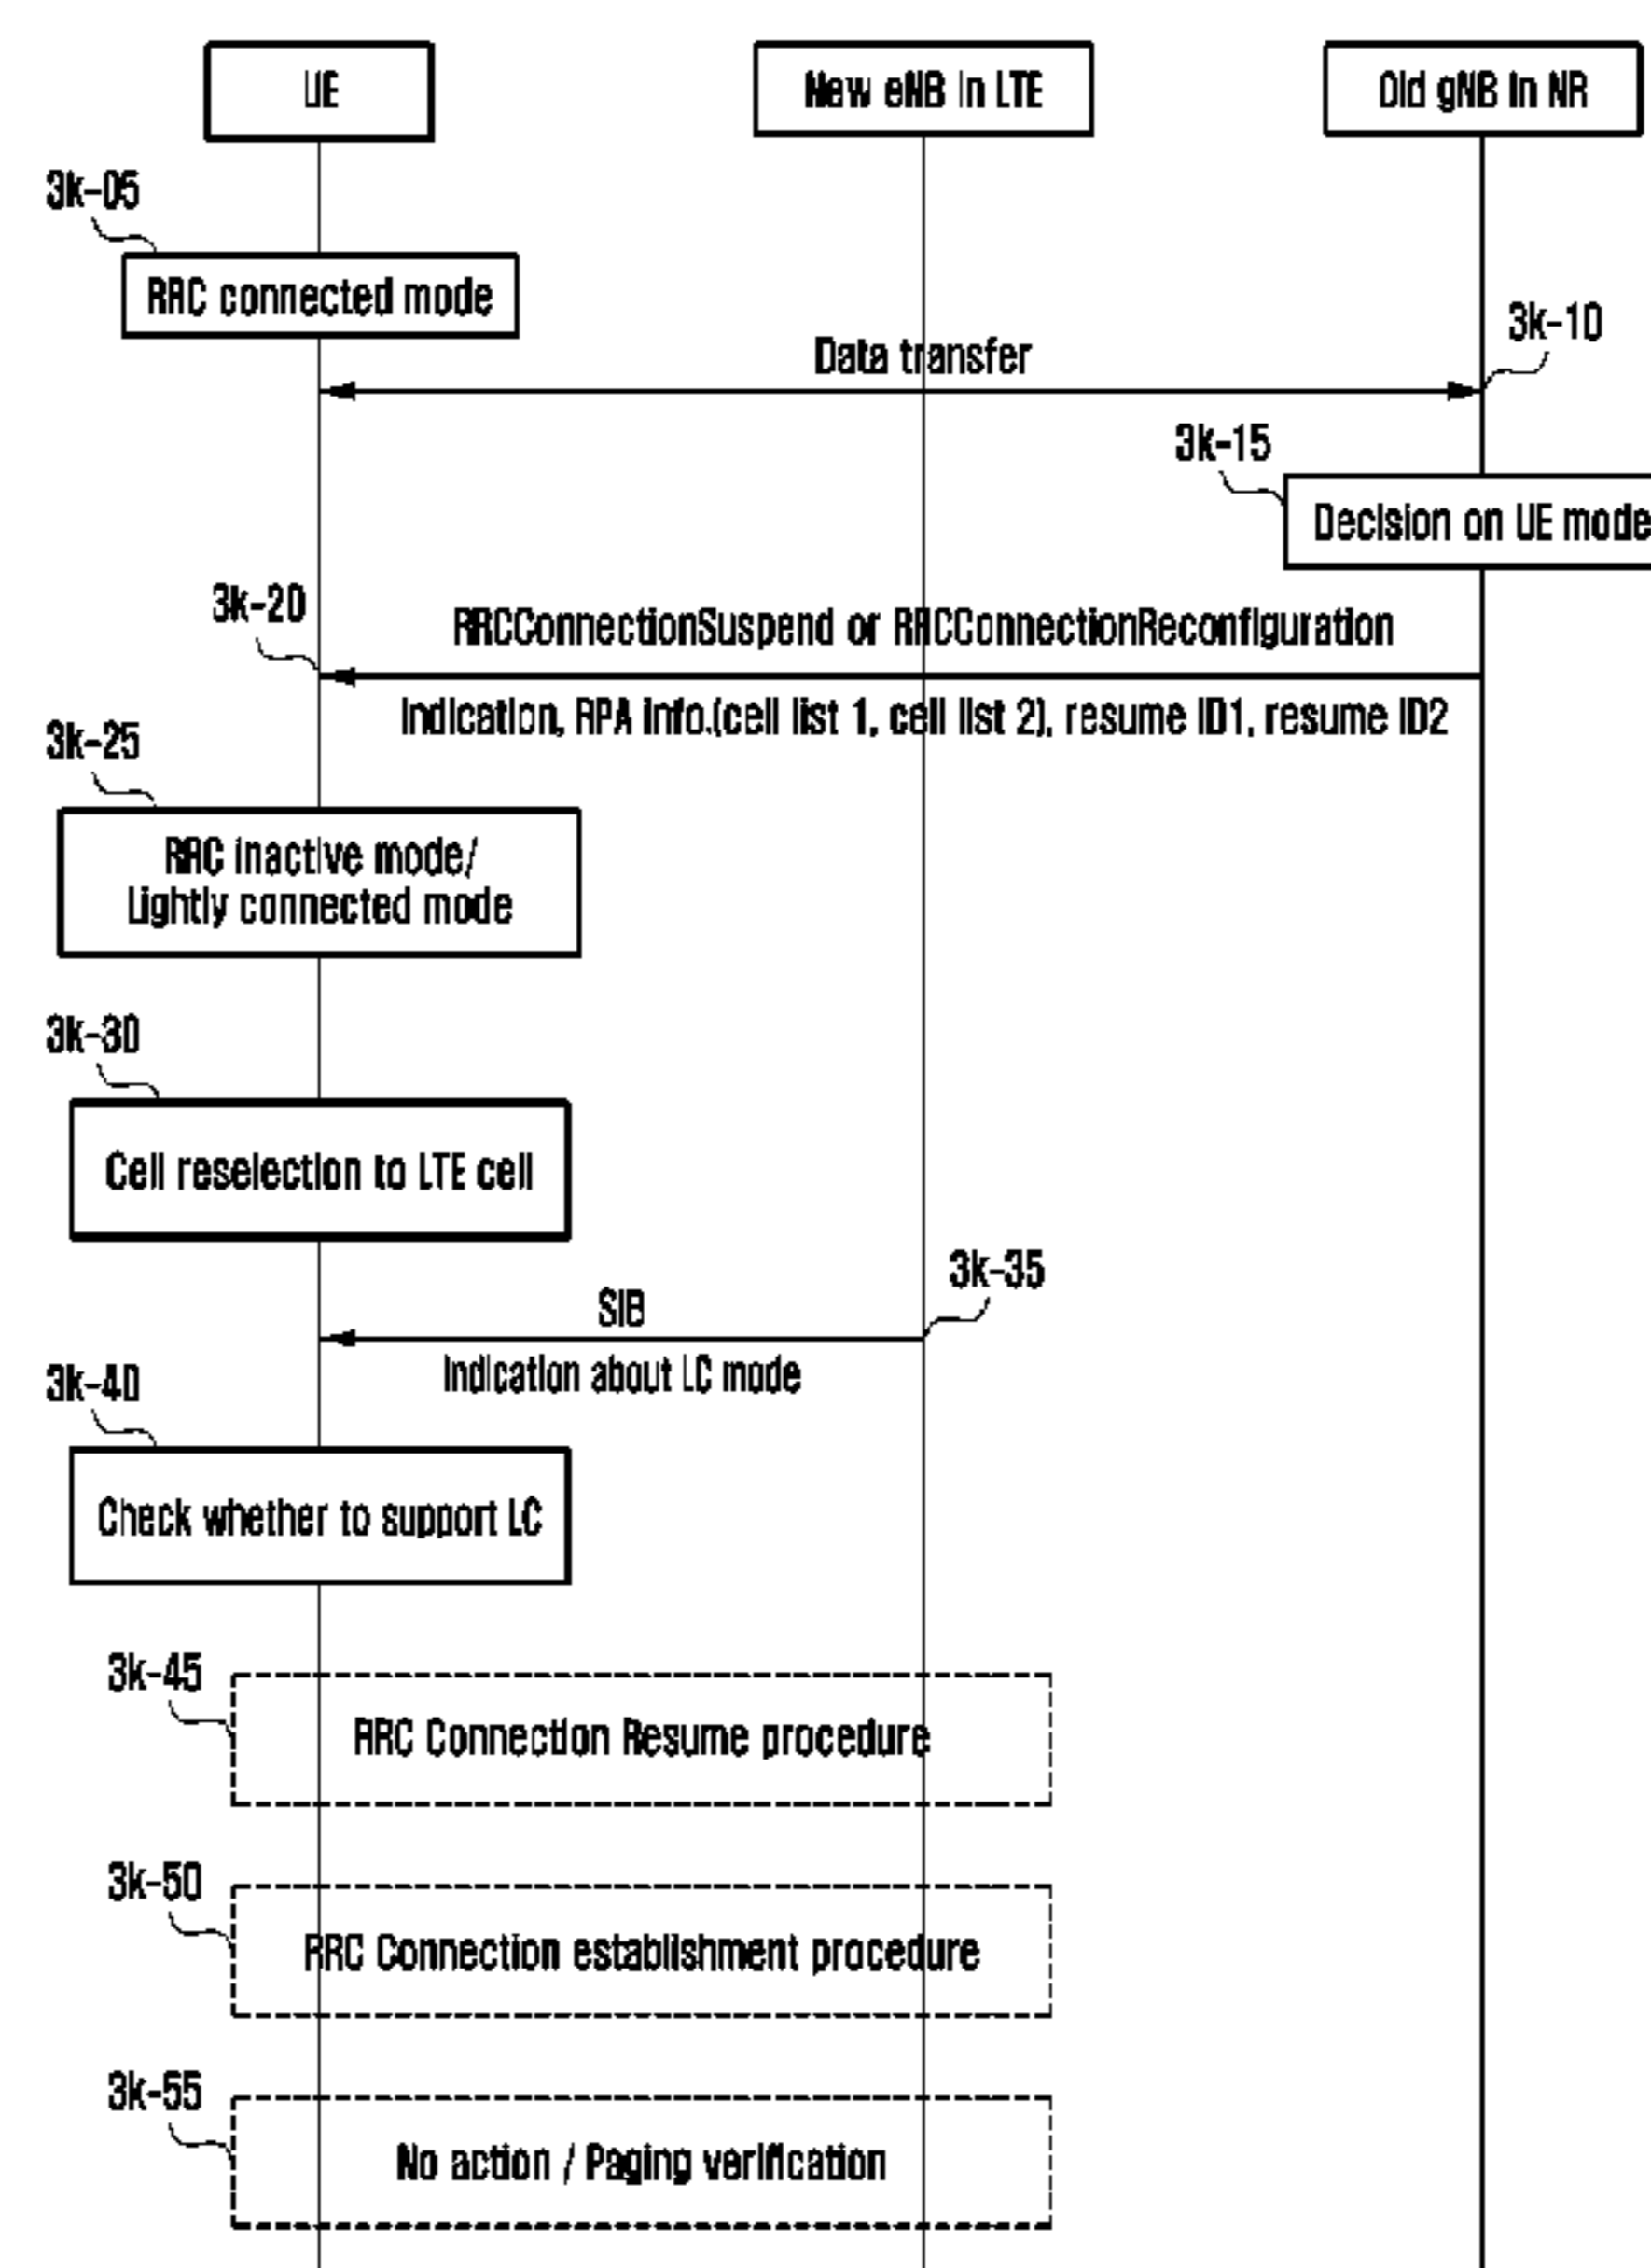 UE
New eNB in LTE
Old gNB in NR
3k-05
RRC connected mode
3k-10
Data transfer
3k-15
Decision on UE mode
3k-20
RRCConnectionSuspend or RRCConnectionReconfiguration
Indication, RPA info.(cell list 1, cell list 2), resume ID1, resume ID2
3k-25
RRC inactive mode/
Lightly connected mode
3k-30
Cell reselection to LTE cell
3k-35
SIB
Indication about LC mode
3k-40
Check whether to support LC
3k-45
RRC Connection Resume procedure
3k-50
RRC Connection establishment procedure
3k-55
No action / Paging verification